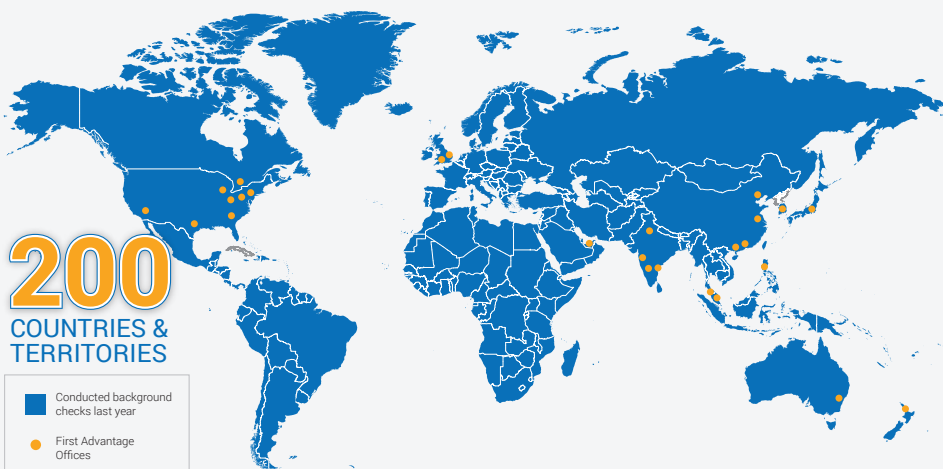 200
COUNTRIES &
TERRITORIES
Conducted background
checks last year
First Advantage
Offices